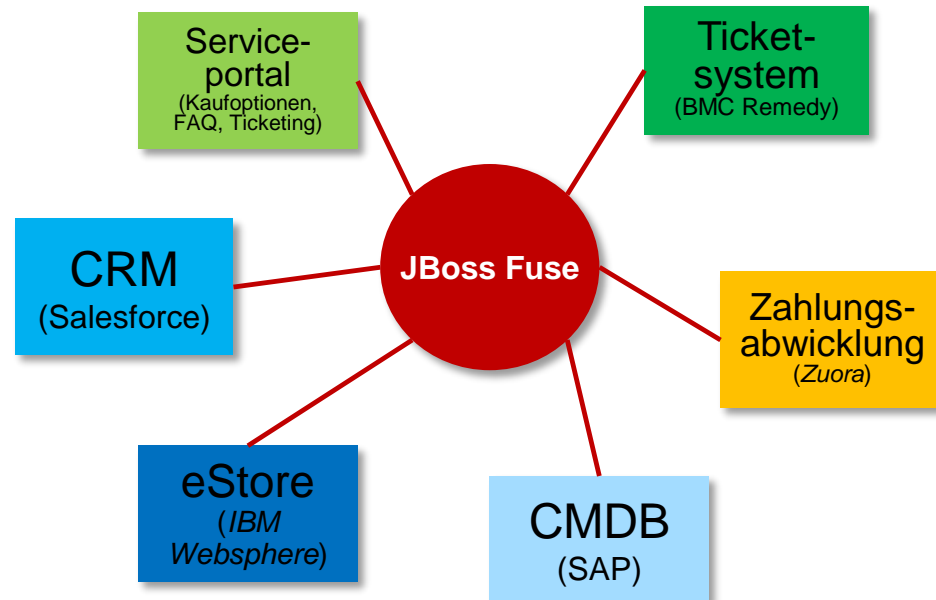 Service-
portal
(Kaufoptionen,
FAQ, Ticketing)
Ticket-
system
(BMC Remedy)
JBoss Fuse
CRM
(Salesforce)
Zahlungs-
abwicklung
(Zuora)
eStore
(IBM
Websphere)
CMDB
(SAP)